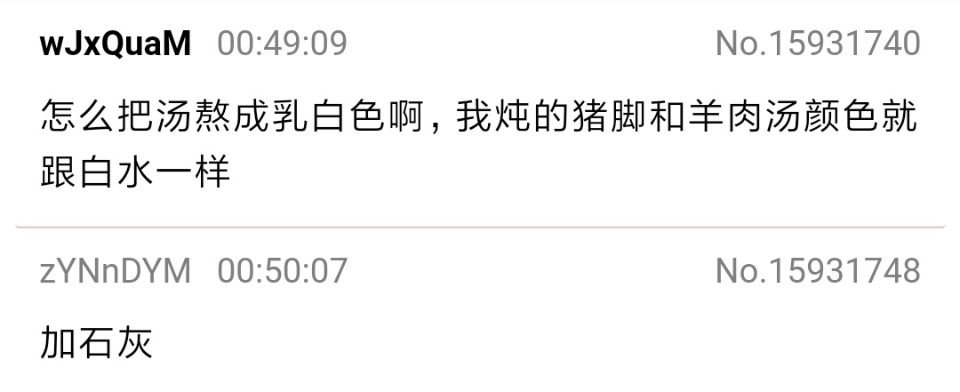 wJxQuaM 00:49:09 No.15931740
怎么把汤熬成乳白色啊，我炖的猪脚和羊肉汤颜色就
跟白水一样
zYNnDYM 00:50:07 No.15931748
加石灰